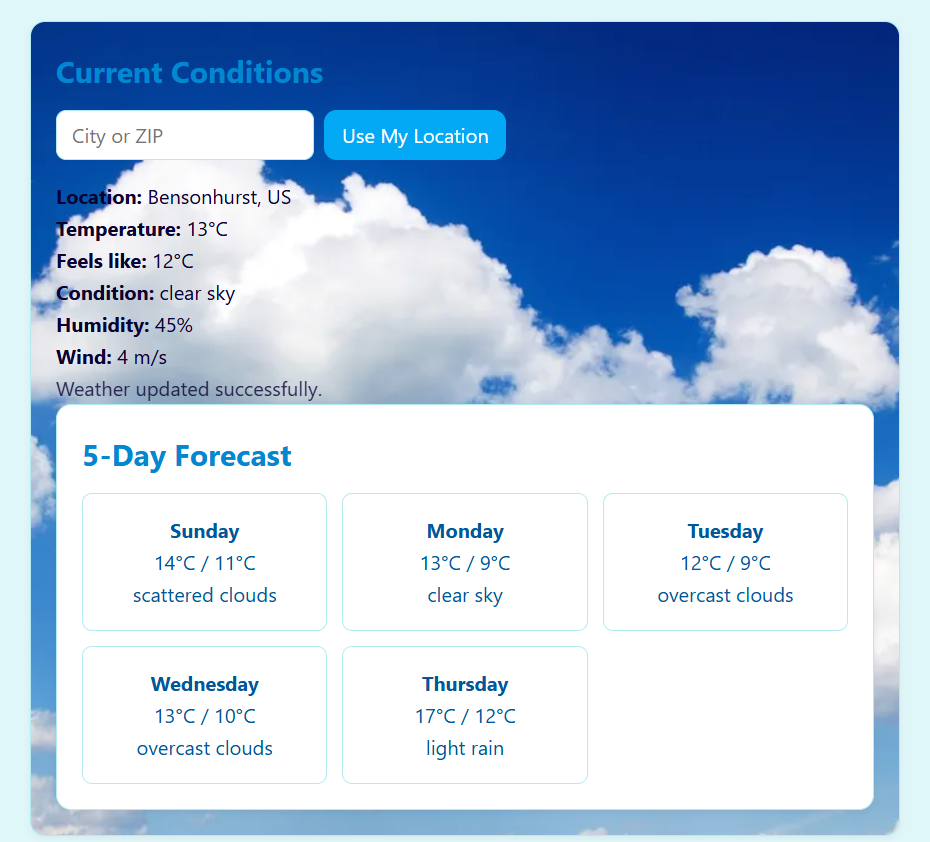 Current Conditions
City or ZIP
Use My Location
Location: Bensonhurst, US
Temperature: 13°C
Feels like: 12°C
Condition: clear sky
Humidity: 45%
Wind: 4 m/s
Weather updated successfully.
5-Day Forecast
Sunday
14°C / 11°C
scattered clouds
Monday
13°C / 9°C
clear sky
Tuesday
12°C / 9°C
overcast clouds
Wednesday
13°C / 10°C
overcast clouds
Thursday
17°C / 12°C
light rain